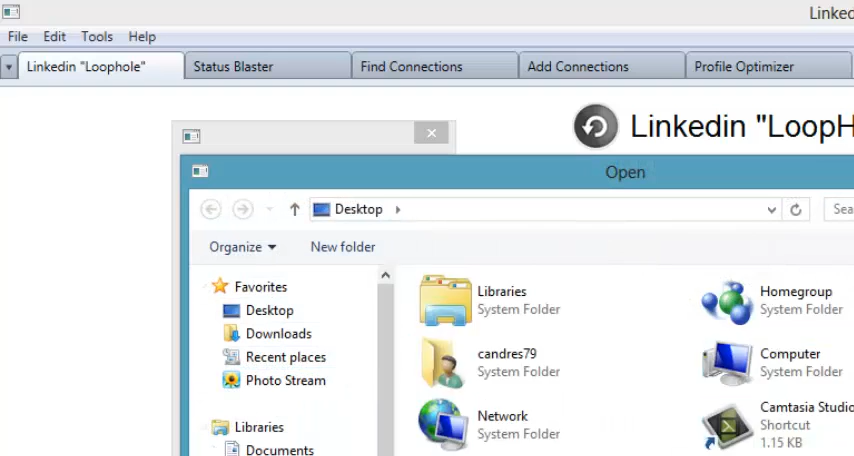 Linked
File Edit Tools Help
Linkedin "Loophole" Status Blaster Find Connections Add Connections Profile Optimizer
Linkedin "LoopH
Open
Desktop
Sea
Organize New folder
Favorites
Desktop
Downloads
Recent places
Photo Stream
Libraries
Documents
Libraries
System Folder
Homegroup
System Folder
candres79
System Folder
Computer
System Folder
Network
System Folder
Camtasia Studio
Shortcut
1.15 KB